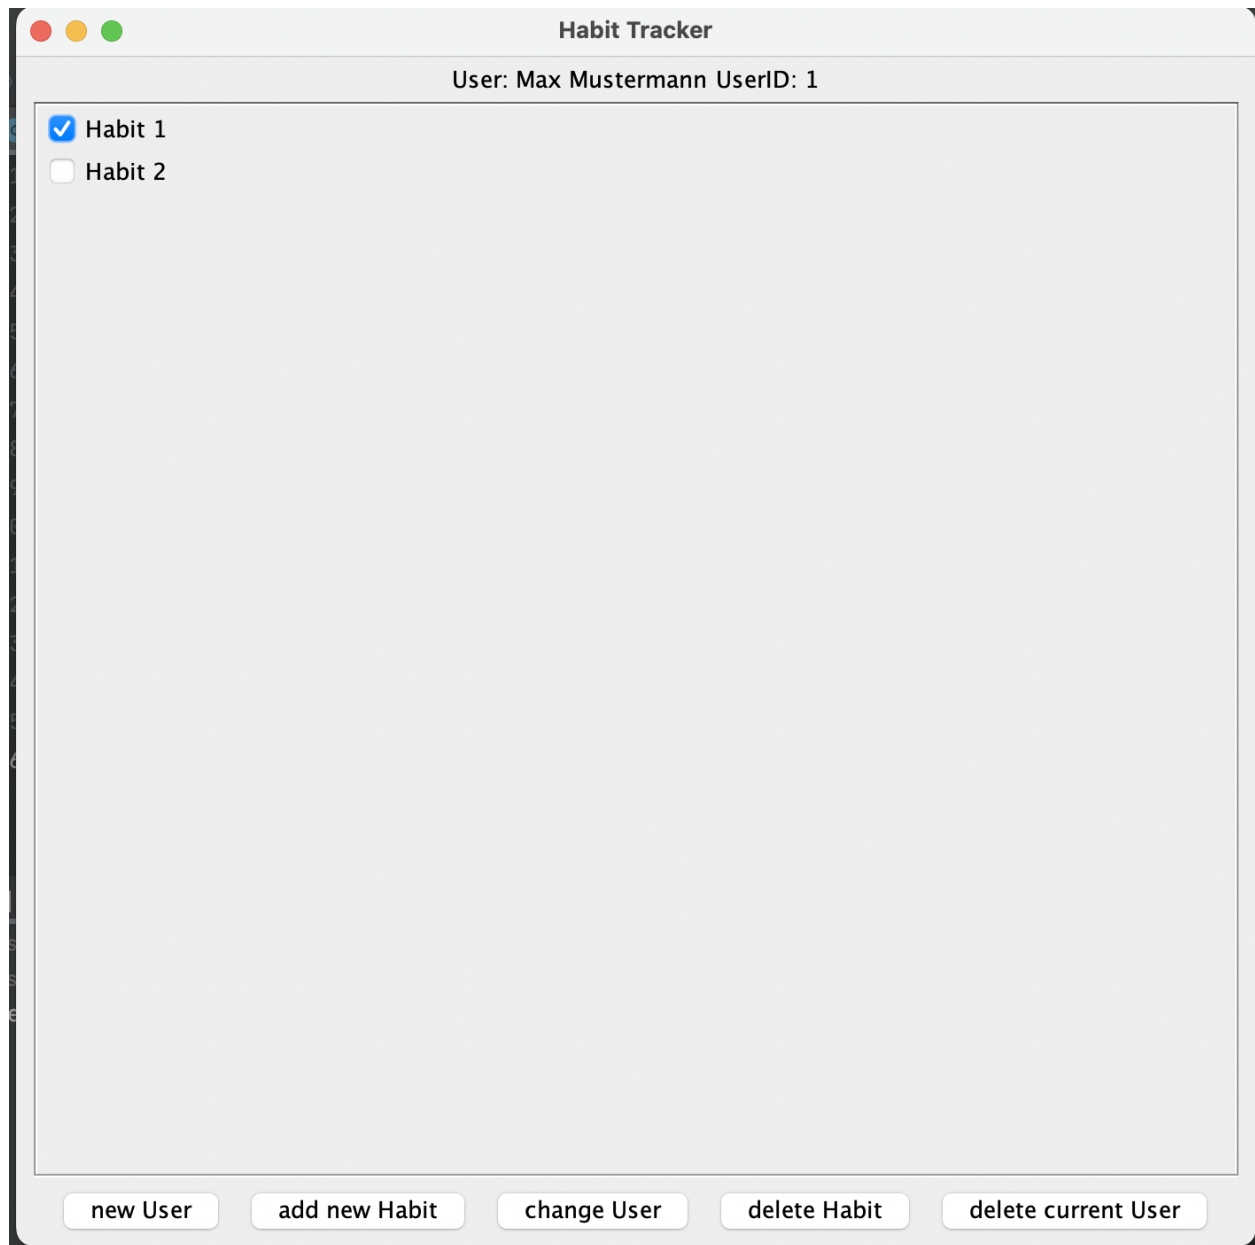 Habit Tracker
User: Max Mustermann UserID: 1
Habit 1
Habit 2
new User
add new Habit
change User
delete Habit
delete current User